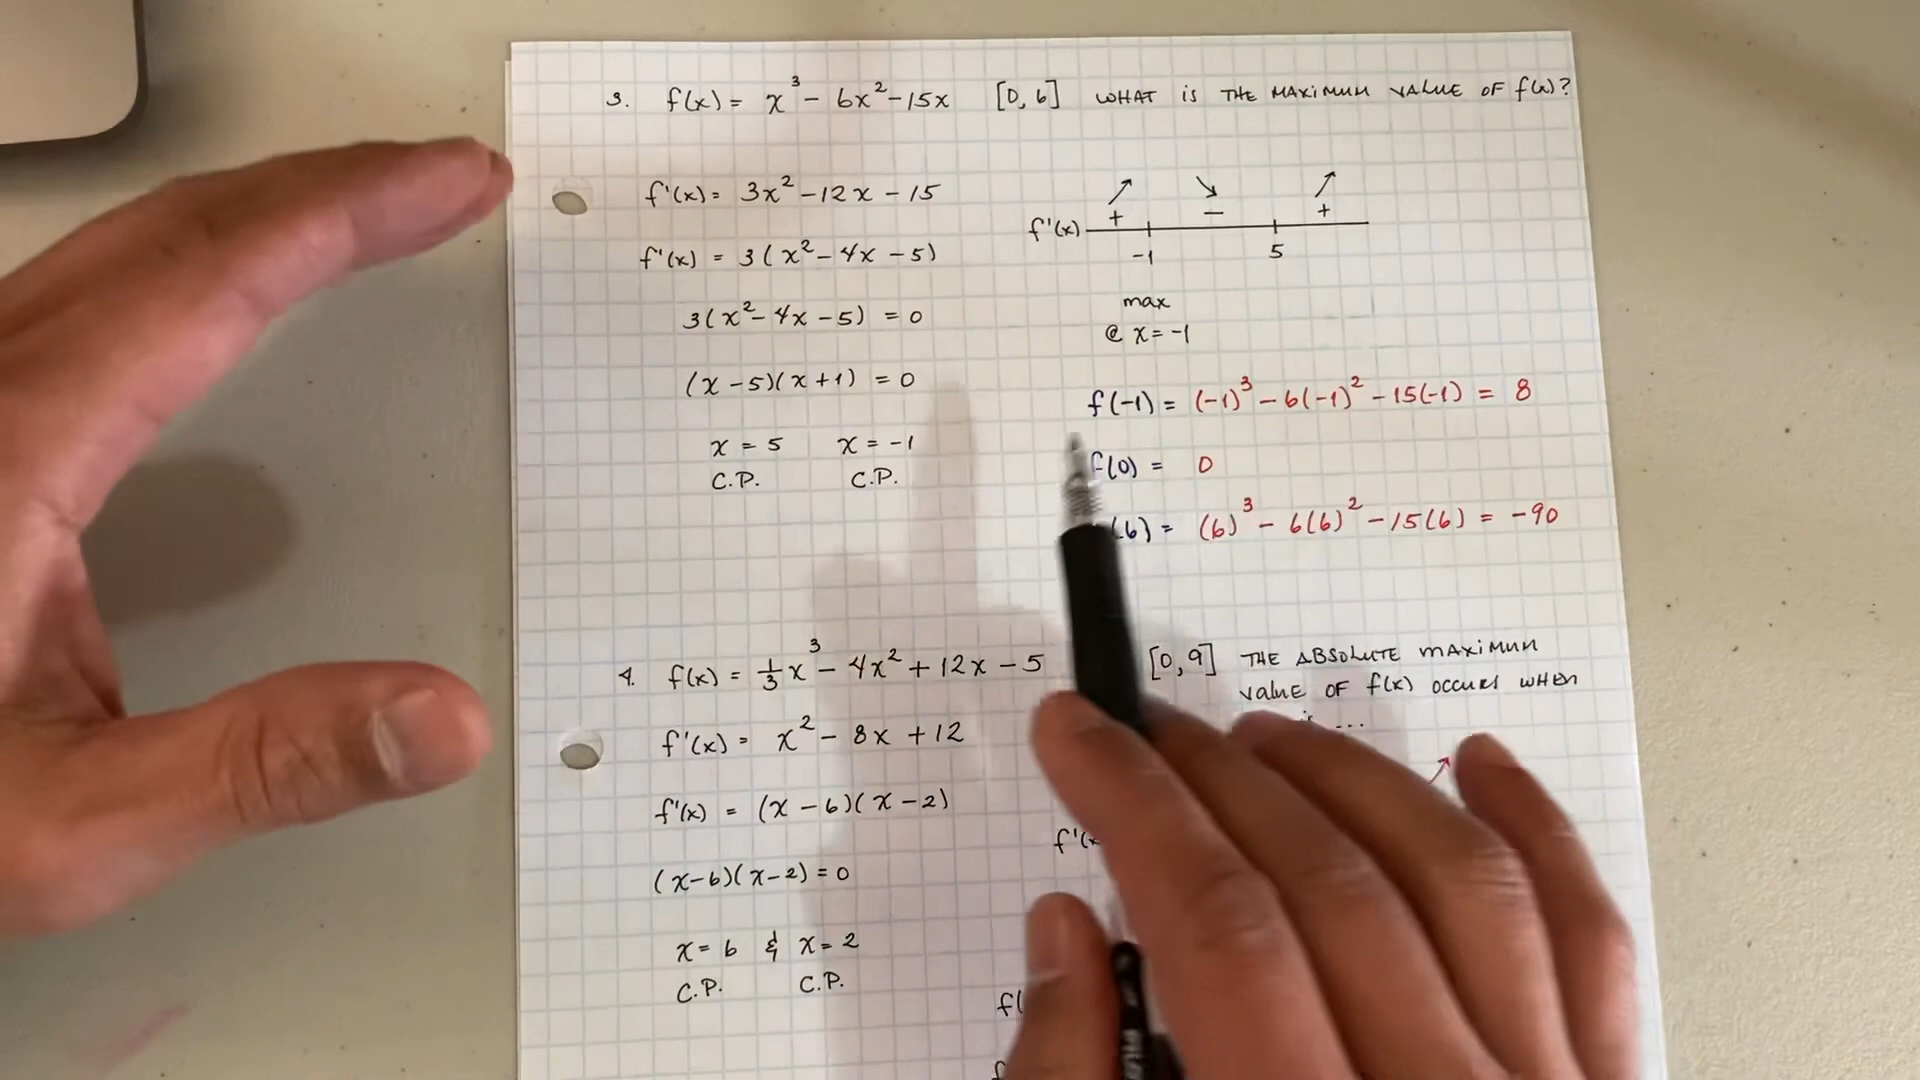 3. f(x) = x³ - 6x² - 15x [0, 6] WHAT is THE MAXIMUM VALUE OF f(x)?
f'(x) = 3x² - 12x - 15
f'(x) = 3(x² - 4x - 5)
3(x² - 4x - 5) = 0
(x - 5)(x + 1) = 0
x = 5 x = -1
C.P. C.P.
+ - +
f'(x)
-1 5
max
@ x = -1
f(-1) = (-1)³ - 6(-1)² - 15(-1) = 8
f(0) = 0
(6) = (6)³ - 6(6)² - 15(6) = -90
4. f(x) = 1/3 x³ - 4x² + 12x - 5 [0, 9] THE ABSOLUTE MAXIMUM
VALUE OF f(x) OCCURS WHEN
is ...
f'(x) = x² - 8x + 12
f'(x) = (x - 6)(x - 2)
(x - 6)(x - 2) = 0
x = 6 & x = 2
C.P. C.P.
f'(x
f(